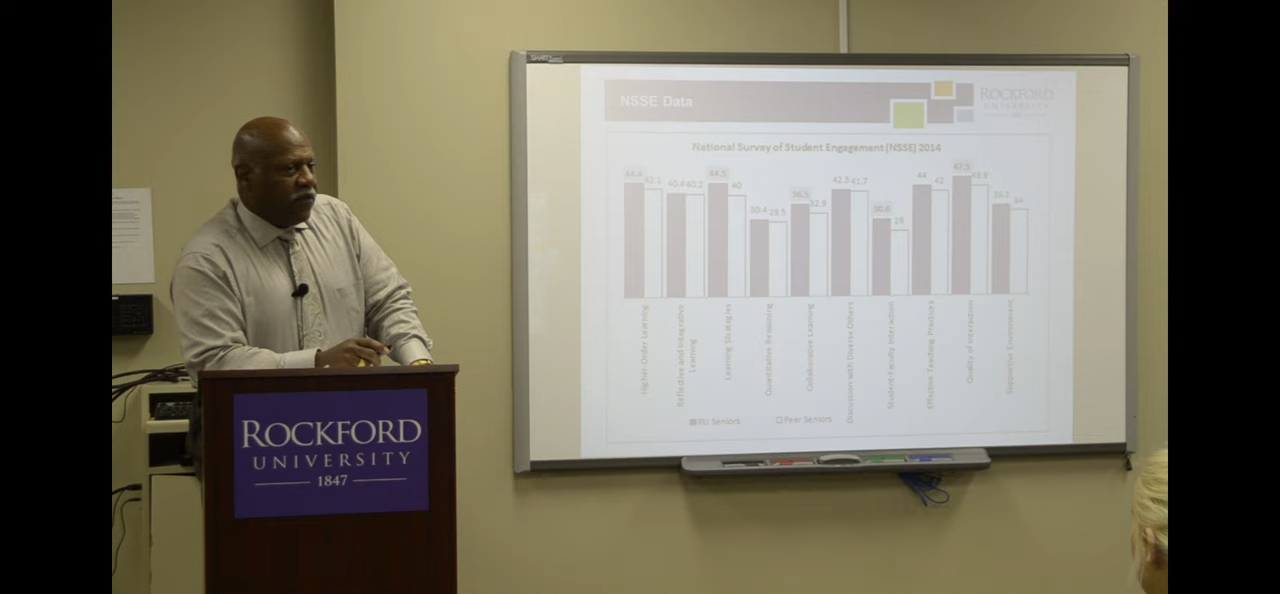 SMART
NSSE Data
ROCKFORD
UNIVERSITY
National Survey of Student Engagement (NSSE) 2014
44.4 42.1 40.4 40.2 44.5 40 30.4 28.5 36.5 32.9 42.3 41.7 30.6 26 44 42 47.5 43.9 36.2 34
Higher-Order Learning
Reflective and Integrative
Learning
Learning Strategies
Quantitative Reasoning
Collaborative Learning
Discussion with Diverse Others
Student-Faculty Interaction
Effective Teaching Practices
Quality of Interaction
Supportive Environment
RU Seniors Peer Seniors
ROCKFORD
UNIVERSITY
1847